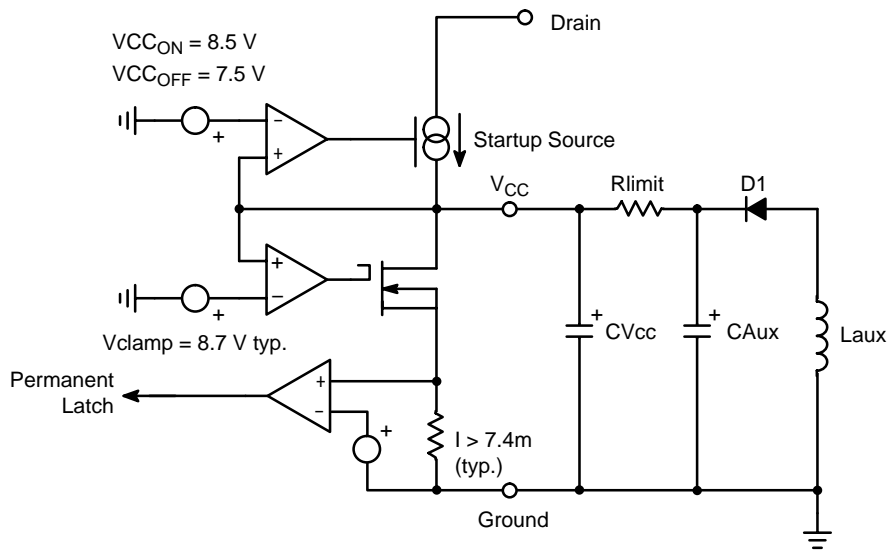 Drain
VCC_ON = 8.5 V
VCC_OFF = 7.5 V
−
+
+
Startup Source
V_CC
Rlimit
D1
+
−
+
Vclamp = 8.7 V typ.
+
CVcc
+
CAux
Laux
Permanent
Latch
+
−
+
I > 7.4m
(typ.)
Ground